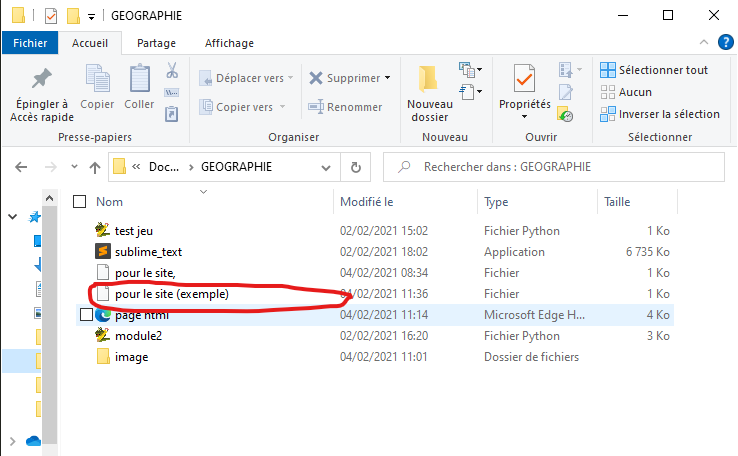 GEOGRAPHIE
Fichier Accueil Partage Affichage
Épingler à Accès rapide
Copier
Coller
Presse-papiers
Déplacer vers
Copier vers
Supprimer
Renommer
Organiser
Nouveau dossier
Nouveau
Propriétés
Ouvrir
Sélectionner tout
Aucun
Inverser la sélection
Sélectionner
« Doc... > GEOGRAPHIE
Rechercher dans : GEOGRAPHIE
Nom Modifié le Type Taille
test jeu 02/02/2021 15:02 Fichier Python 1 Ko
sublime_text 02/02/2021 18:02 Application 6 735 Ko
pour le site, 04/02/2021 08:34 Fichier 1 Ko
pour le site (exemple) 04/02/2021 11:36 Fichier 1 Ko
page html 04/02/2021 11:14 Microsoft Edge H... 4 Ko
module2 02/02/2021 16:20 Fichier Python 3 Ko
image 04/02/2021 11:01 Dossier de fichiers